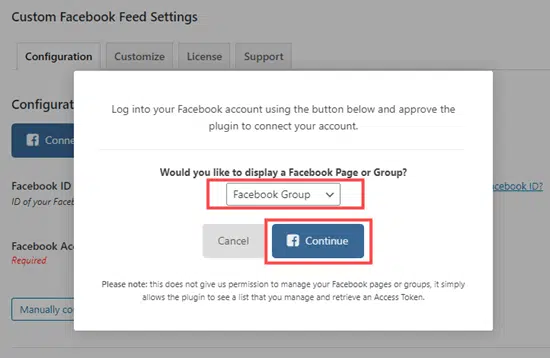 Custom Facebook Feed Settings
Configuration Customize License Support
Log into your Facebook account using the button below and approve the
plugin to connect your account.
Configurat
Conne
Would you like to display a Facebook Page or Group?
Facebook Group
Facebook ID
acebook ID?
ID of your Faceb
Cancel Continue
Facebook Acc
Required
Please note: this does not give us permission to manage your Facebook pages or groups, it simply
allows the plugin to see a list that you manage and retrieve an Access Token.
Manually co